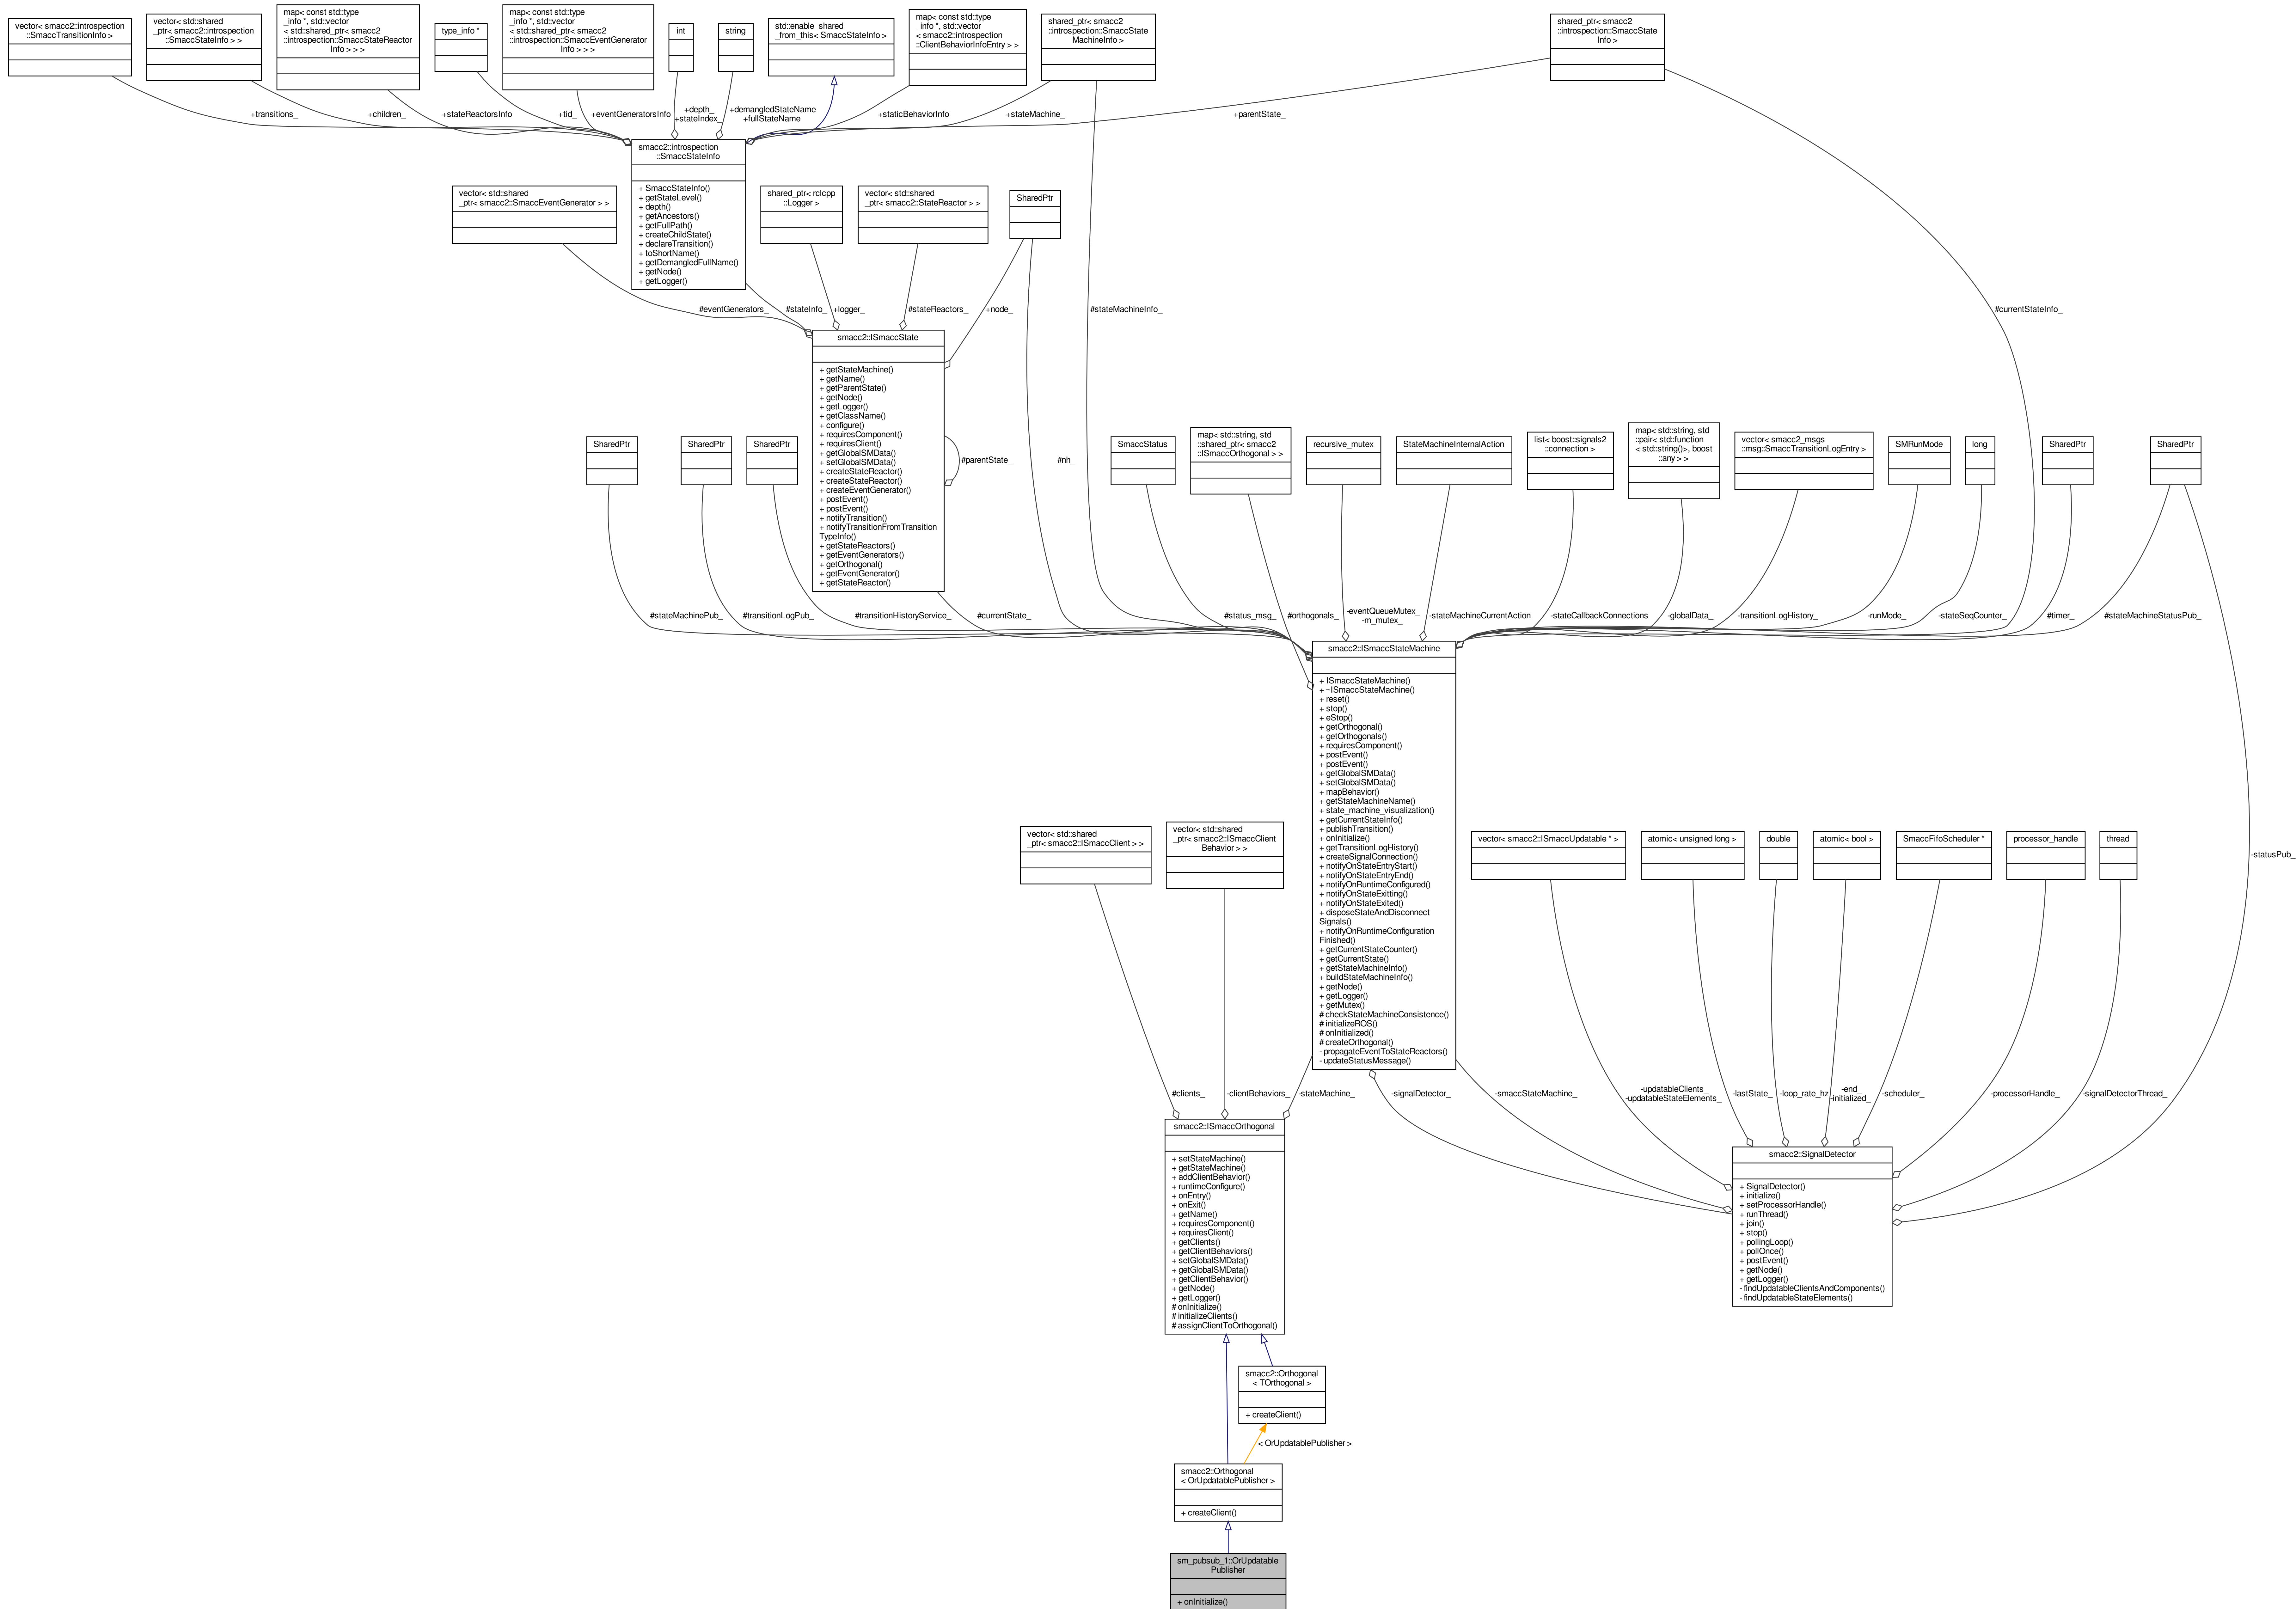 vector< smacc2::introspection
::SmaccTransitionInfo >
vector< std::shared
_ptr< smacc2::introspection
::SmaccStateInfo > >
map< const std::type
_info *, std::vector
< std::shared_ptr< smacc2
::introspection::SmaccStateReactor
Info > > >
type_info *
map< const std::type
_info *, std::vector
< std::shared_ptr< smacc2
::introspection::SmaccEventGenerator
Info > > >
int
string
std::enable_shared
_from_this< SmaccStateInfo >
map< const std::type
_info *, std::vector
< smacc2::introspection
::ClientBehaviorInfoEntry > >
shared_ptr< smacc2
::introspection::SmaccState
MachineInfo >
shared_ptr< smacc2
::introspection::SmaccState
Info >
+transitions_
+children_
+stateReactorsInfo
+tid_
+eventGeneratorsInfo
+depth_
+stateIndex_
+demangledStateName
+fullStateName
+staticBehaviorInfo
+stateMachine_
+parentState_
smacc2::introspection
::SmaccStateInfo
+ SmaccStateInfo()
+ getStateLevel()
+ depth()
+ getAncestors()
+ getFullPath()
+ createChildState()
+ declareTransition()
+ toShortName()
+ getDemangledFullName()
+ getNode()
+ getLogger()
vector< std::shared
_ptr< smacc2::SmaccEventGenerator > >
shared_ptr< rclcpp
::Logger >
vector< std::shared
_ptr< smacc2::StateReactor > >
SharedPtr
#eventGenerators_
#stateInfo_
+logger_
#stateReactors_
+node_
#stateMachineInfo_
#currentStateInfo_
smacc2::ISmaccState
+ getStateMachine()
+ getName()
+ getParentState()
+ getNode()
+ getLogger()
+ getClassName()
+ configure()
+ requiresComponent()
+ requiresClient()
+ getGlobalSMData()
+ setGlobalSMData()
+ createStateReactor()
+ createStateReactor()
+ createEventGenerator()
+ postEvent()
+ postEvent()
+ notifyTransition()
+ notifyTransitionFromTransition
TypeInfo()
+ getStateReactors()
+ getEventGenerators()
+ getOrthogonal()
+ getEventGenerator()
+ getStateReactor()
#parentState_
#nh_
SharedPtr
SharedPtr
SharedPtr
SmaccStatus
map< std::string, std
::shared_ptr< smacc2
::ISmaccOrthogonal > >
recursive_mutex
StateMachineInternalAction
list< boost::signals2
::connection >
map< std::string, std
::pair< std::function
< std::string()>, boost
::any > >
vector< smacc2_msgs
::msg::SmaccTransitionLogEntry >
SMRunMode
long
SharedPtr
SharedPtr
#stateMachinePub_
#transitionLogPub_
#transitionHistoryService_
#currentState_
#status_msg_
#orthogonals_
-eventQueueMutex_
-m_mutex_
-stateMachineCurrentAction
-stateCallbackConnections
-globalData_
-transitionLogHistory_
-runMode_
-stateSeqCounter_
#timer_
#stateMachineStatusPub_
smacc2::ISmaccStateMachine
+ ISmaccStateMachine()
+ ~ISmaccStateMachine()
+ reset()
+ stop()
+ eStop()
+ getOrthogonal()
+ getOrthogonals()
+ requiresComponent()
+ postEvent()
+ postEvent()
+ getGlobalSMData()
+ setGlobalSMData()
+ mapBehavior()
+ getStateMachineName()
+ state_machine_visualization()
+ getCurrentStateInfo()
+ publishTransition()
+ onInitialize()
+ getTransitionLogHistory()
+ createSignalConnection()
+ notifyOnStateEntryStart()
+ notifyOnStateEntryEnd()
+ notifyOnRuntimeConfigured()
+ notifyOnStateExitting()
+ notifyOnStateExited()
+ disposeStateAndDisconnect
Signals()
+ notifyOnRuntimeConfiguration
Finished()
+ getCurrentStateCounter()
+ getCurrentState()
+ getStateMachineInfo()
+ buildStateMachineInfo()
+ getNode()
+ getLogger()
+ getMutex()
# checkStateMachineConsistence()
# initializeROS()
# onInitialized()
# createOrthogonal()
- propagateEventToStateReactors()
- updateStatusMessage()
vector< std::shared
_ptr< smacc2::ISmaccClient > >
vector< std::shared
_ptr< smacc2::ISmaccClient
Behavior > >
vector< smacc2::ISmaccUpdatable * >
atomic< unsigned long >
double
atomic< bool >
SmaccFifoScheduler *
processor_handle
thread
-statusPub_
#clients_
-clientBehaviors_
-stateMachine_
-signalDetector_
-smaccStateMachine_
-updatableClients_
-updatableStateElements_
-lastState_
-loop_rate_hz
-end_
-initialized_
-scheduler_
-processorHandle_
-signalDetectorThread_
smacc2::ISmaccOrthogonal
+ setStateMachine()
+ getStateMachine()
+ addClientBehavior()
+ runtimeConfigure()
+ onEntry()
+ onExit()
+ getName()
+ requiresComponent()
+ requiresClient()
+ getClients()
+ getClientBehaviors()
+ setGlobalSMData()
+ getGlobalSMData()
+ getClientBehavior()
+ getNode()
+ getLogger()
# onInitialize()
# initializeClients()
# assignClientToOrthogonal()
smacc2::SignalDetector
+ SignalDetector()
+ initialize()
+ setProcessorHandle()
+ runThread()
+ join()
+ stop()
+ pollingLoop()
+ pollOnce()
+ postEvent()
+ getNode()
+ getLogger()
- findUpdatableClientsAndComponents()
- findUpdatableStateElements()
smacc2::Orthogonal
< TOrthogonal >
+ createClient()
< OrUpdatablePublisher >
smacc2::Orthogonal
< OrUpdatablePublisher >
+ createClient()
sm_pubsub_1::OrUpdatable
Publisher
+ onInitialize()